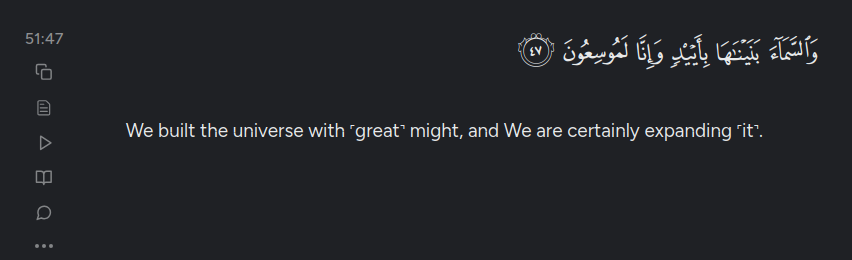 51:47
وَٱلسَّمَآءَ بَنَيْنَـٰهَا بِأَيْي۟دٍ وَإِنَّا لَمُوسِعُونَ ٤٧
We built the universe with ˹great˺ might, and We are certainly expanding ˹it˺.